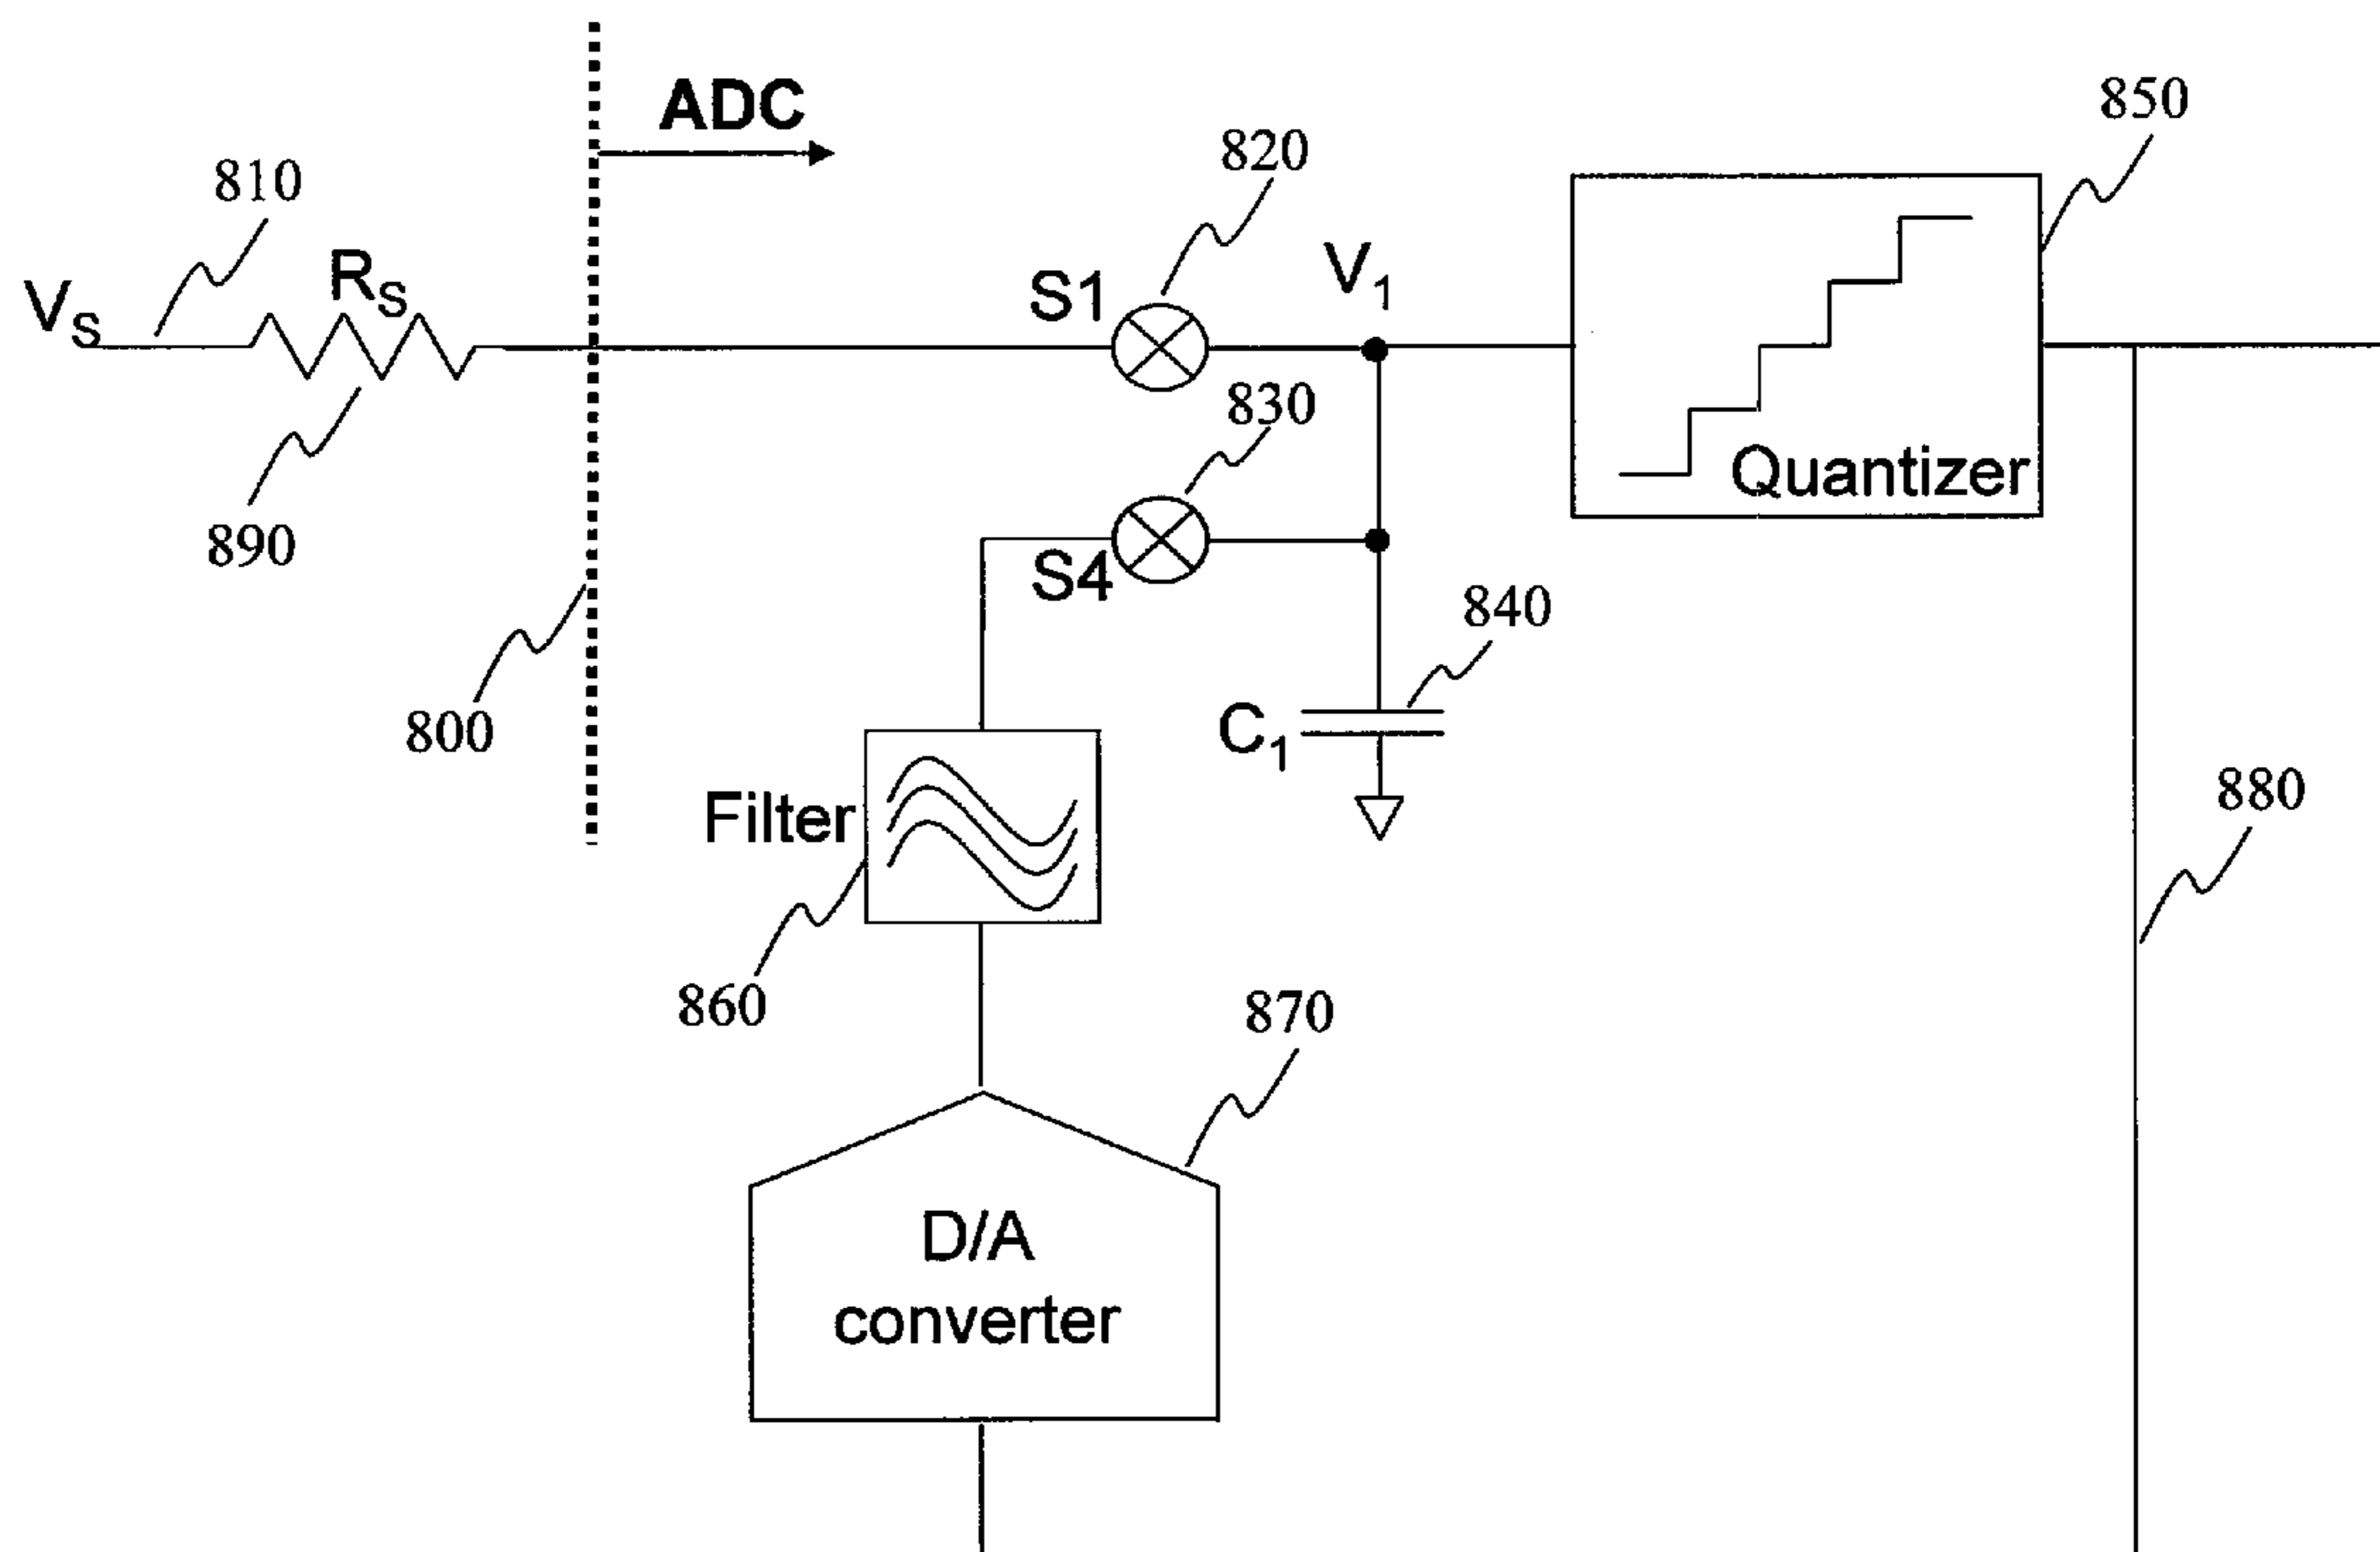 ADC
850
820
810
V1
RS
S1
VS
830
Quantizer
890
S4
840
800
C1
880
Filter
860
870
D/A
converter